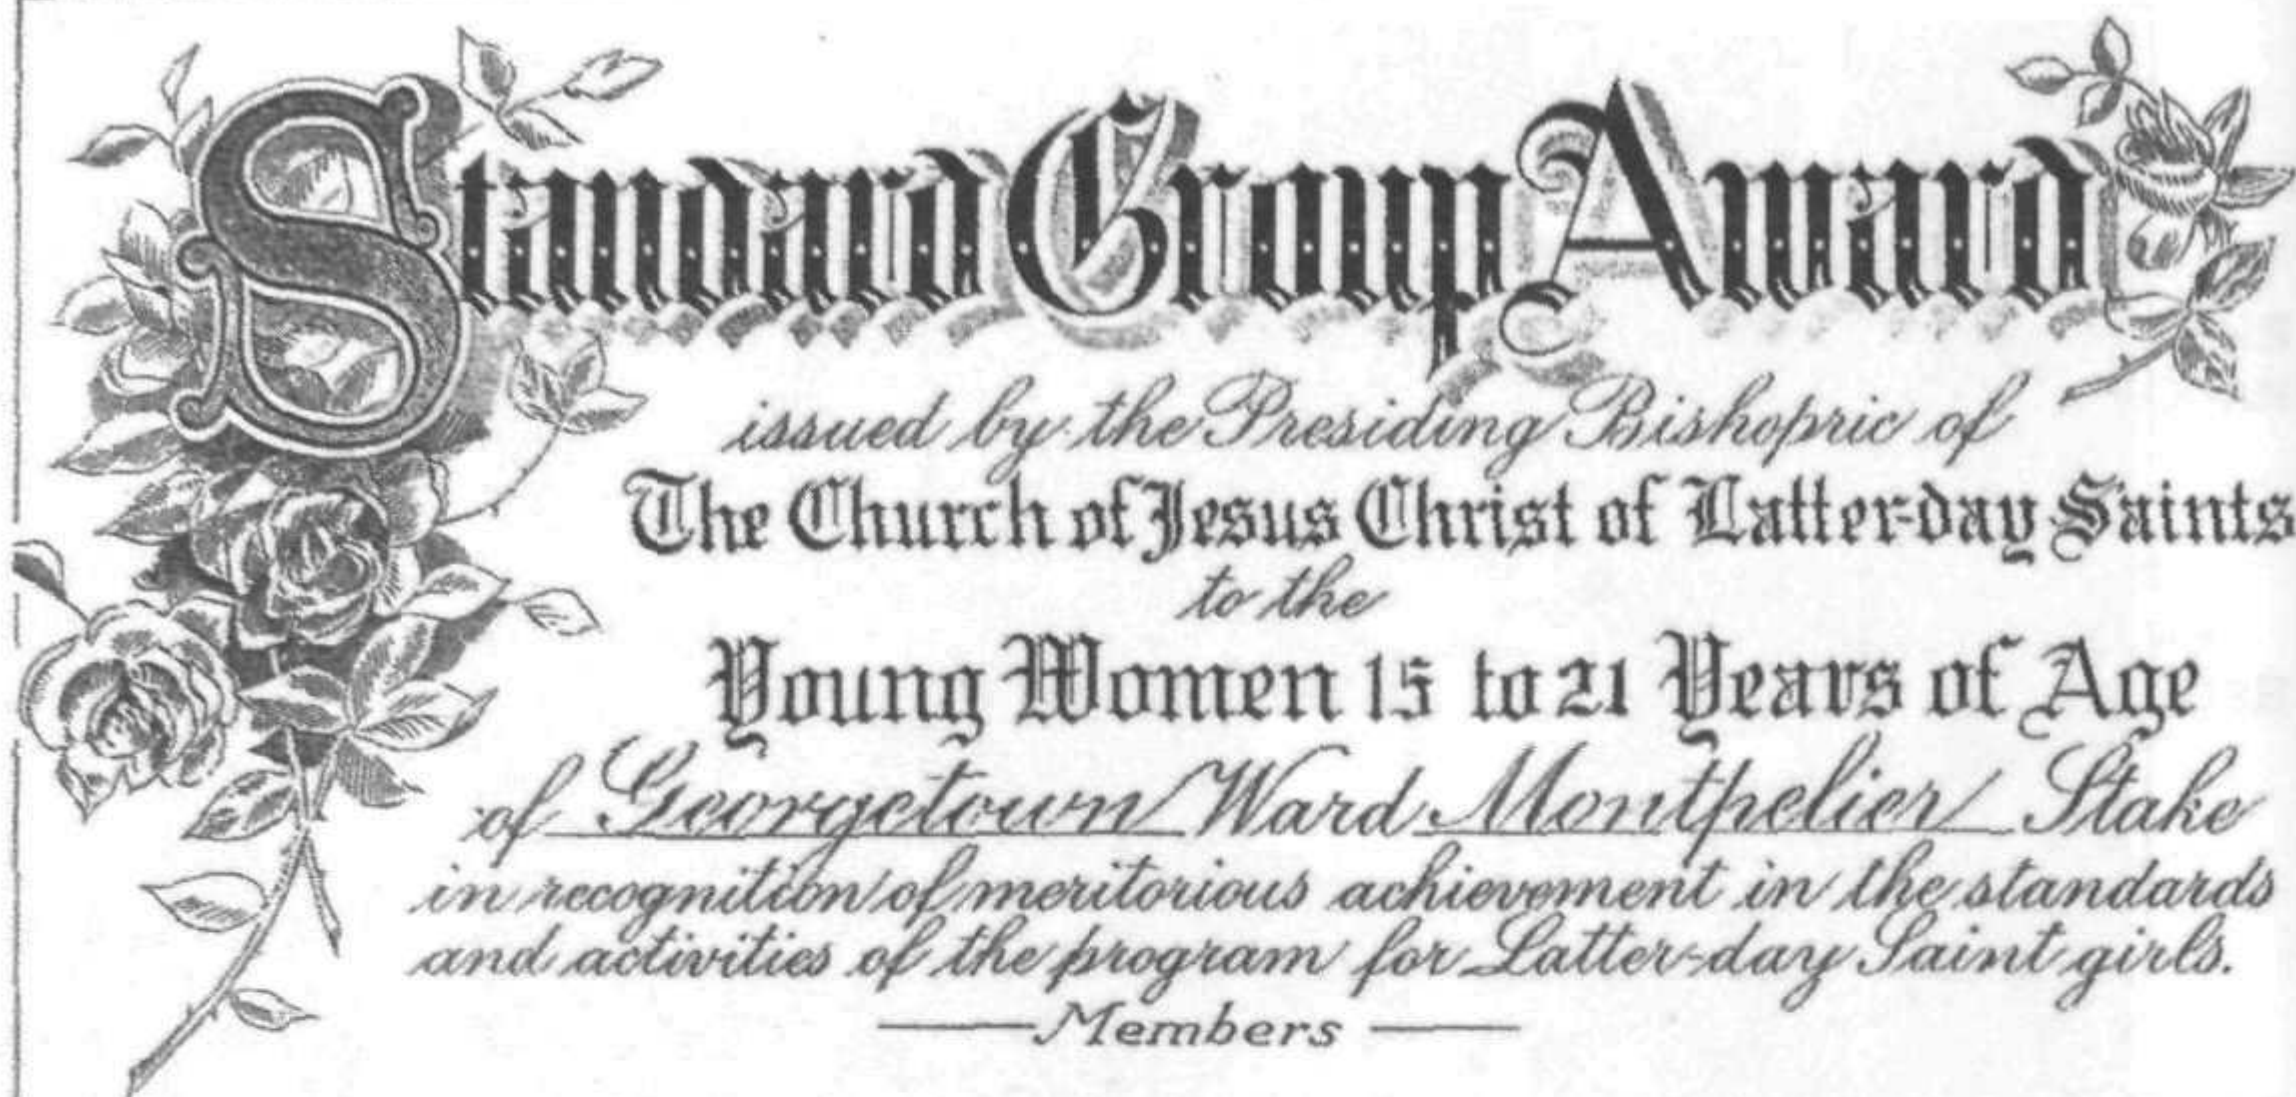 Standard Group Award
issued by the Presiding Bishopric of
The Church of Jesus Christ of Latter-day Saints
to the
Young Women 15 to 21 Years of Age
of Georgetown Ward Montpelier Stake
in recognition of meritorious achievement in the standards
and activities of the program for Latter-day Saint girls.
Members